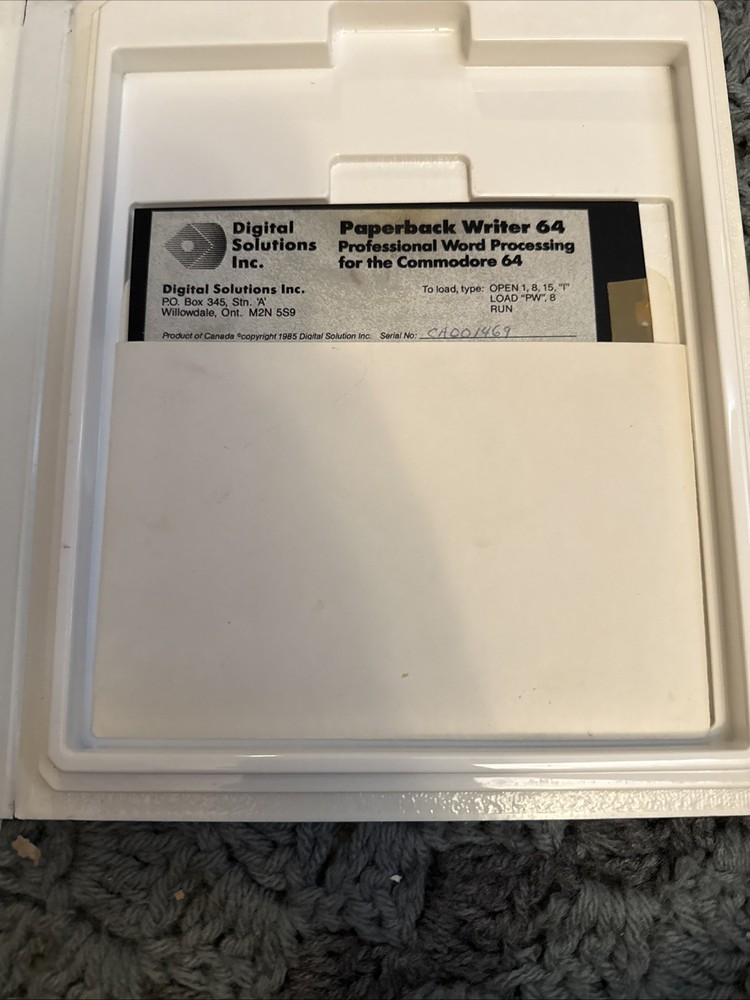 Digital
Solutions
Inc.
Paperback Writer 64
Professional Word Processing
for the Commodore 64
Digital Solutions Inc.
P.O. Box 345, Stn. 'A'
Willowdale, Ont. M2N 5S9
To load, type: OPEN 1, 8, 15, "I"
LOAD "PW", 8
RUN
Product of Canada ©copyright 1985 Digital Solution Inc. Serial No: CA001469